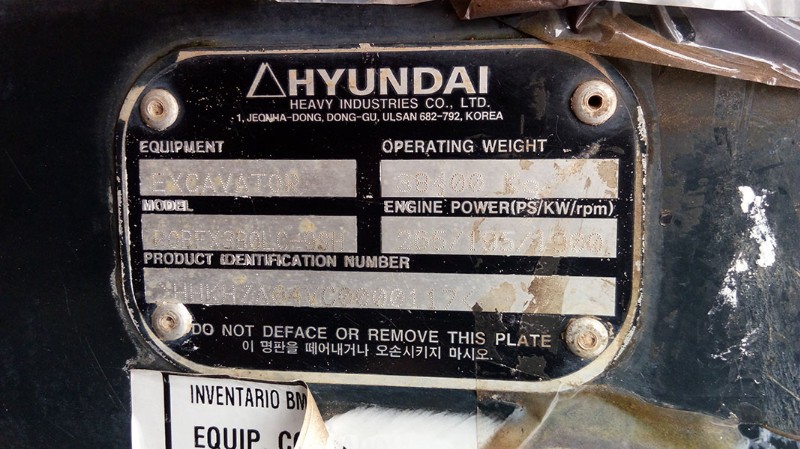 HYUNDAI
HEAVY INDUSTRIES CO., LTD.
1, JEONHA-DONG, DONG-GU, ULSAN 682-792, KOREA
EQUIPMENT
EXCAVATOR
OPERATING WEIGHT
38400
MODEL
ENGINE POWER(PS/KW/rpm)
PRODUCT IDENTIFICATION NUMBER
DO NOT DEFACE OR REMOVE THIS PLATE
이 명판을 떼어내거나 오손시키지 마시오.
INVENTARIO
EQUIP.